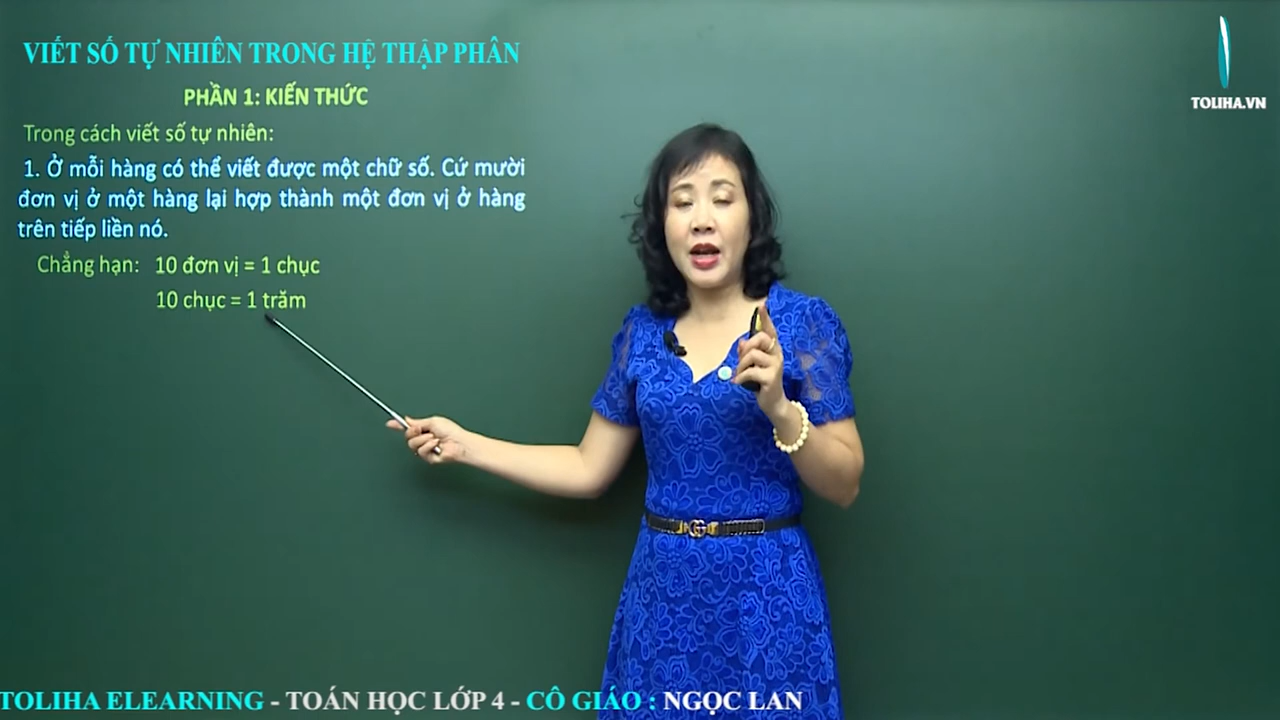 VIẾT SỐ TỰ NHIÊN TRONG HỆ THẬP PHÂN
TOLIHA.VN
PHẦN 1: KIẾN THỨC
Trong cách viết số tự nhiên:
1. Ở mỗi hàng có thể viết được một chữ số. Cứ mười
đơn vị ở một hàng lại hợp thành một đơn vị ở hàng
trên tiếp liền nó.
Chẳng hạn: 10 đơn vị = 1 chục
10 chục = 1 trăm
TOLIHA ELEARNING - TOÁN HỌC LỚP 4 - CÔ GIÁO : NGỌC LAN